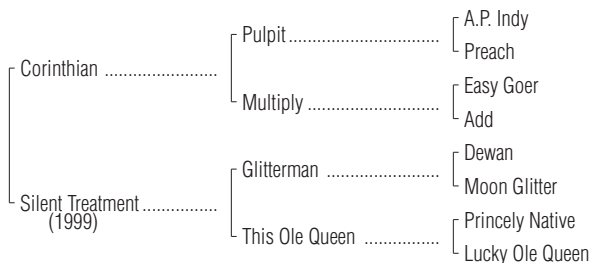 A.P. Indy
Pulpit
Preach
Corinthian
Easy Goer
Multiply
Add
Dewan
Glitterman
Moon Glitter
Silent Treatment
(1999)
Princely Native
This Ole Queen
Lucky Ole Queen